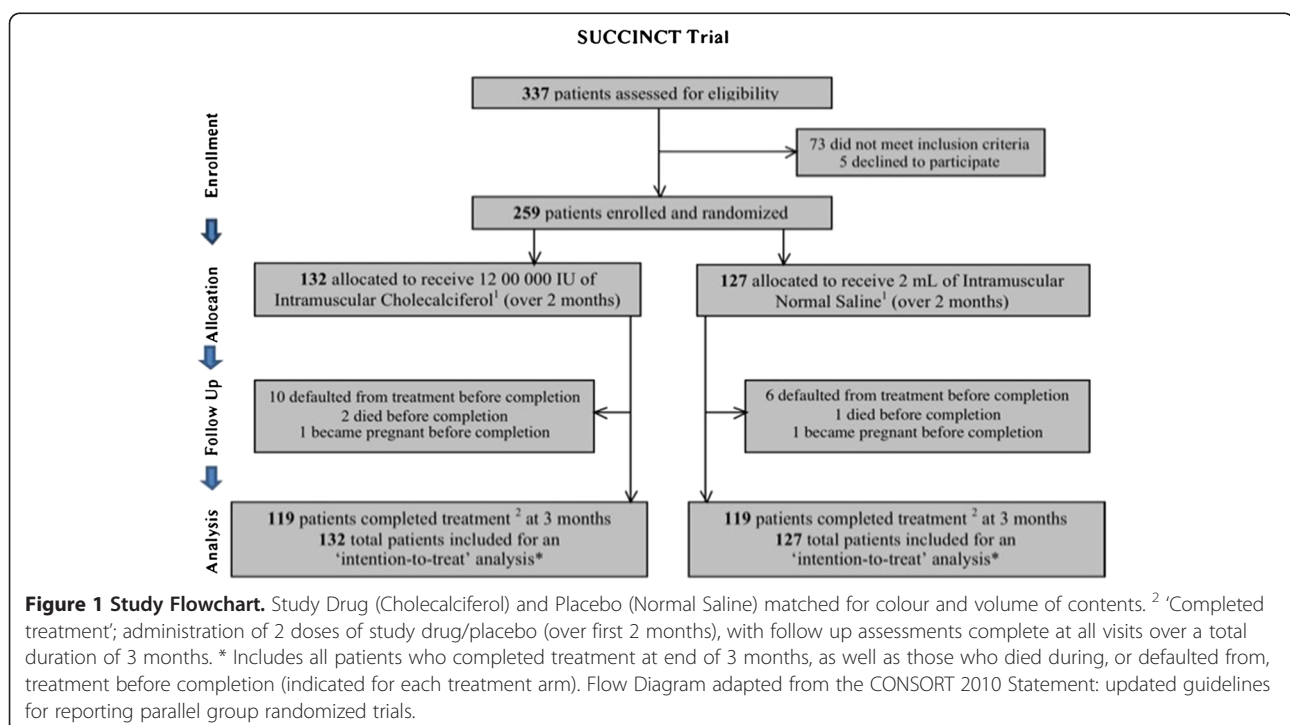 SUCCINCT Trial
Enrollment
337 patients assessed for eligibility
73 did not meet inclusion criteria
5 declined to participate
259 patients enrolled and randomized
Allocation
132 allocated to receive 12 00 000 IU of
Intramuscular Cholecalciferol¹ (over 2 months)
127 allocated to receive 2 mL of Intramuscular
Normal Saline¹ (over 2 months)
Follow Up
10 defaulted from treatment before completion
2 died before completion
1 became pregnant before completion
6 defaulted from treatment before completion
1 died before completion
1 became pregnant before completion
Analysis
119 patients completed treatment ² at 3 months
132 total patients included for an
‘intention-to-treat’ analysis*
119 patients completed treatment ² at 3 months
127 total patients included for an
‘intention-to-treat’ analysis*
Figure 1 Study Flowchart. Study Drug (Cholecalciferol) and Placebo (Normal Saline) matched for colour and volume of contents. ² ‘Completed
treatment’; administration of 2 doses of study drug/placebo (over first 2 months), with follow up assessments complete at all visits over a total
duration of 3 months. * Includes all patients who completed treatment at end of 3 months, as well as those who died during, or defaulted from,
treatment before completion (indicated for each treatment arm). Flow Diagram adapted from the CONSORT 2010 Statement: updated guidelines
for reporting parallel group randomized trials.